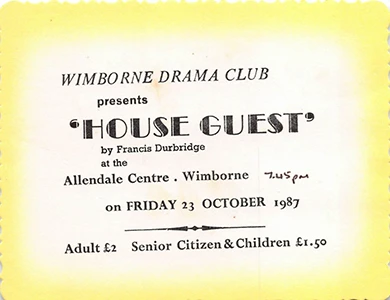 WIMBORNE DRAMA CLUB
presents
'HOUSE GUEST'
by Francis Durbridge
at the
Allendale Centre . Wimborne 7.45pm
on FRIDAY 23 OCTOBER 1987
Adult £2 Senior Citizen & Children £1.50